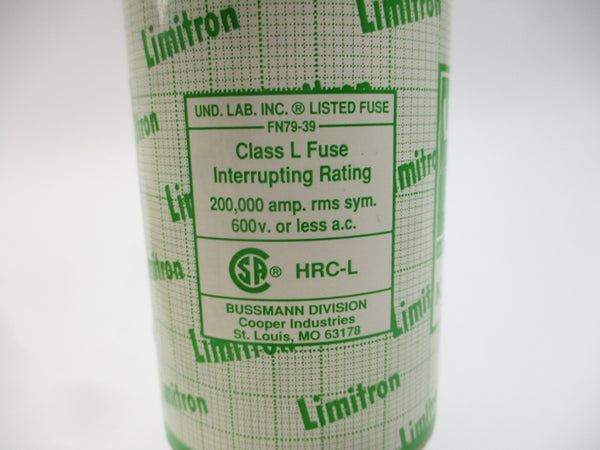 Limitron
Limitron
UND. LAB. INC. ® LISTED FUSE
FN79-39
Class L Fuse
Interrupting Rating
200,000 amp. rms sym.
600v. or less a.c.
CSA ® HRC-L
BUSSMANN DIVISION
Cooper Industries
St. Louis, MO 63178
Limitron
Limitron